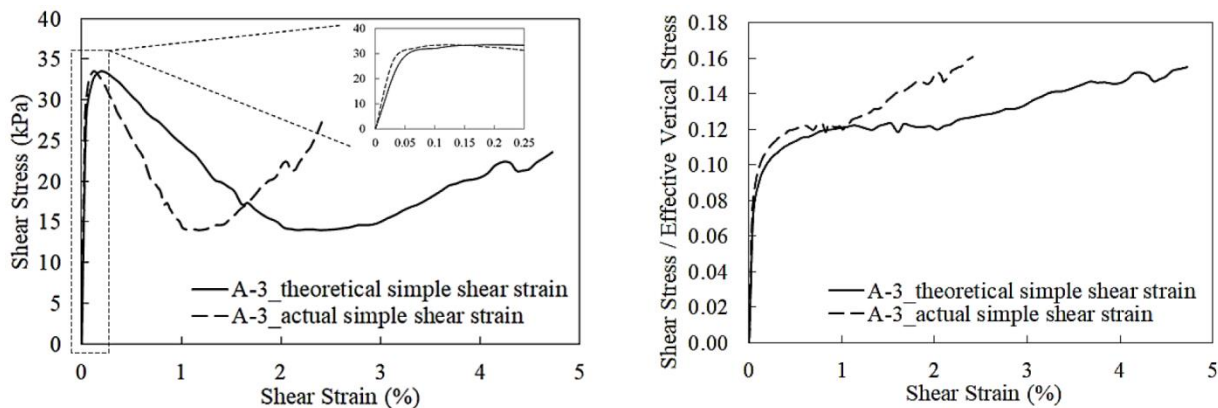 40
35
30
25
20
15
10
5
0
Shear Stress (kPa)
0 1 2 3 4 5
Shear Strain (%)
40
30
20
10
0
0 0.05 0.1 0.15 0.2 0.25
A-3_theoretical simple shear strain
A-3_actual simple shear strain
0.18
0.16
0.14
0.12
0.10
0.08
0.06
0.04
0.02
0.00
Shear Stress / Effective Verical Stress
0 1 2 3 4 5
Shear Strain (%)
A-3_theoretical simple shear strain
A-3_actual simple shear strain